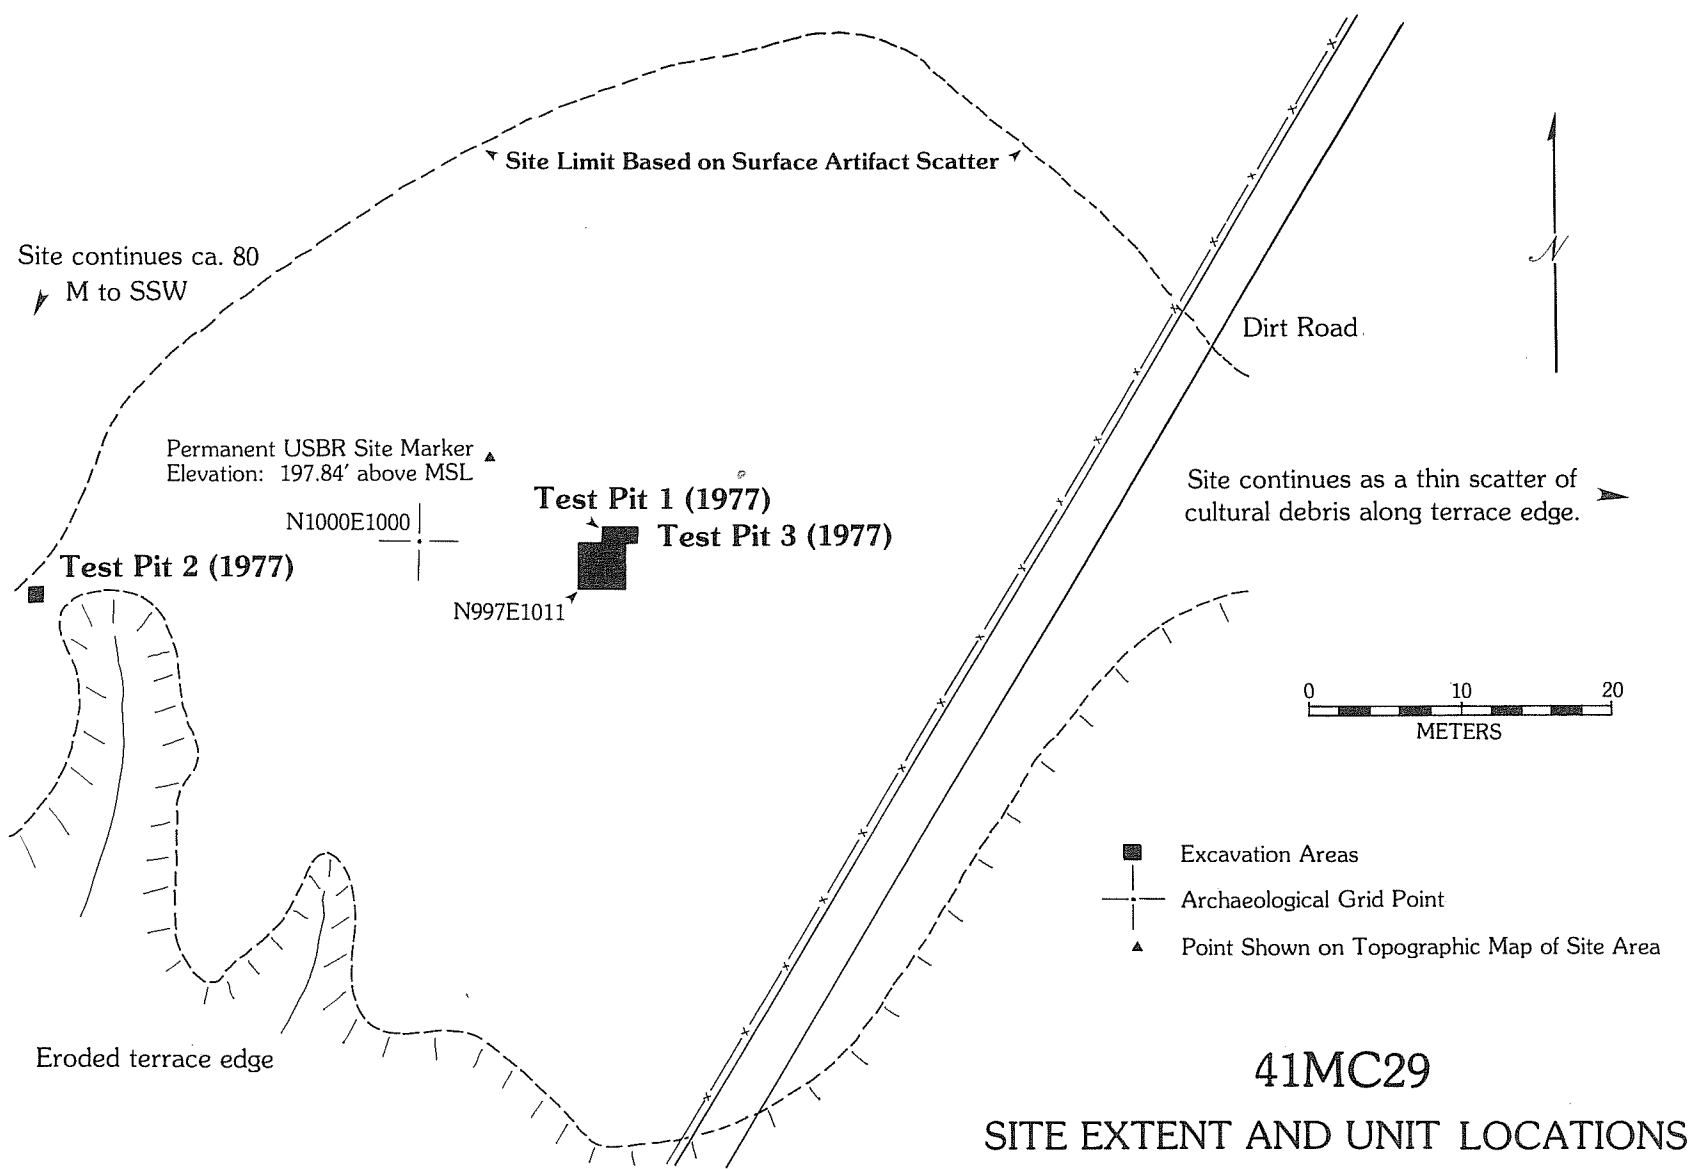 Site Limit Based on Surface Artifact Scatter
Site continues ca. 80
M to SSW
N
Dirt Road
Permanent USBR Site Marker
Elevation: 197.84' above MSL
Site continues as a thin scatter of
cultural debris along terrace edge.
Test Pit 1 (1977)
N1000E1000
Test Pit 3 (1977)
Test Pit 2 (1977)
N997E1011
0 10 20
METERS
Excavation Areas
Archaeological Grid Point
Point Shown on Topographic Map of Site Area
Eroded terrace edge
41MC29
SITE EXTENT AND UNIT LOCATIONS